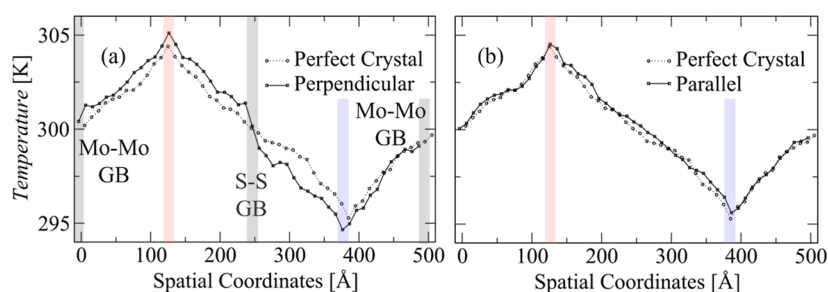 305
300
295
Temperature [K]
(a)
Perfect Crystal
Perpendicular
Mo-Mo
GB
S-S
GB
Mo-Mo
GB
0 100 200 300 400 500
Spatial Coordinates [Å]
(b)
Perfect Crystal
Parallel
0 100 200 300 400 500
Spatial Coordinates [Å]